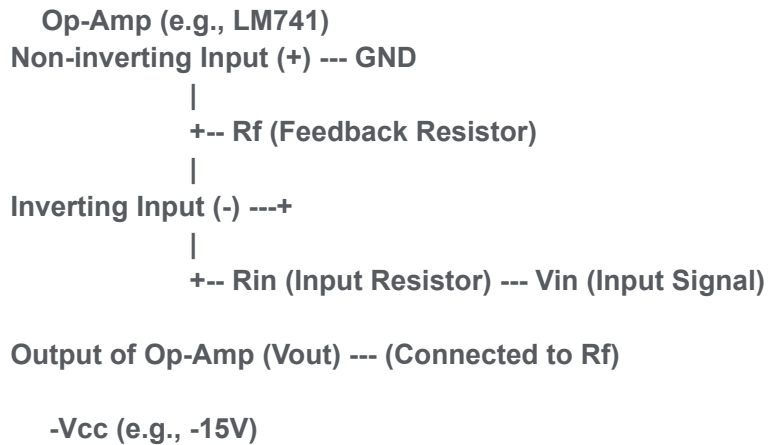 Op-Amp (e.g., LM741)
Non-inverting Input (+) --- GND
|
+-- Rf (Feedback Resistor)
|
Inverting Input (-) ---+
|
+-- Rin (Input Resistor) --- Vin (Input Signal)
Output of Op-Amp (Vout) --- (Connected to Rf)
-Vcc (e.g., -15V)